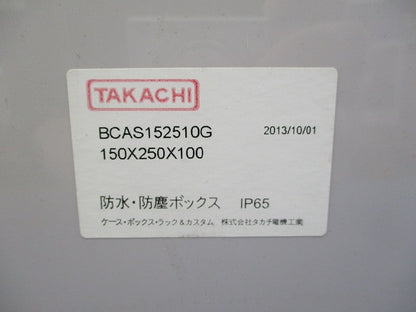 TAKACHI
BCAS152510G 2013/10/01
150X250X100
防水・防塵ボックス IP65
ケース・ボックス・ラック＆カスタム 株式会社タカチ電機工業